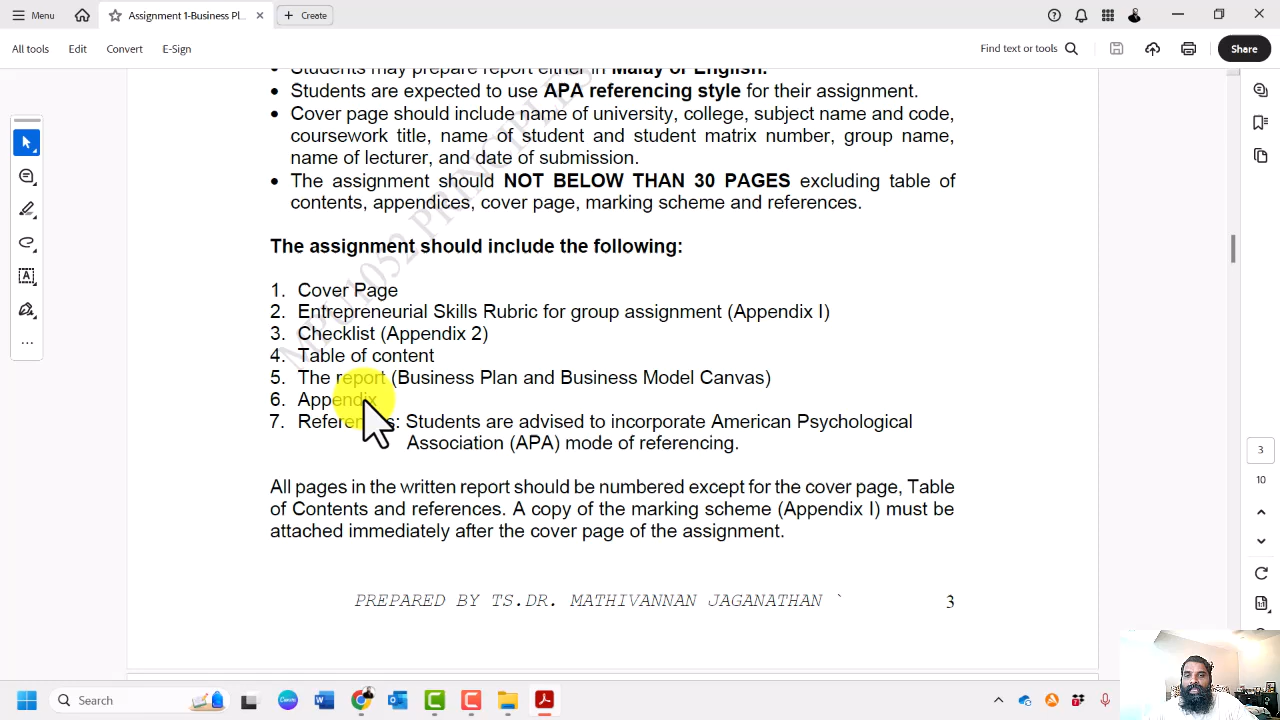 Menu
Assignment 1-Business Pl...
Create
All tools
Edit
Convert
E-Sign
Find text or tools
Share
Students may prepare report either in Malay or English.
• Students are expected to use APA referencing style for their assignment.
• Cover page should include name of university, college, subject name and code,
coursework title, name of student and student matrix number, group name,
name of lecturer, and date of submission.
• The assignment should NOT BELOW THAN 30 PAGES excluding table of
contents, appendices, cover page, marking scheme and references.
The assignment should include the following:
1. Cover Page
2. Entrepreneurial Skills Rubric for group assignment (Appendix I)
3. Checklist (Appendix 2)
4. Table of content
5. The report (Business Plan and Business Model Canvas)
6. Appendix
7. References: Students are advised to incorporate American Psychological
Association (APA) mode of referencing.
All pages in the written report should be numbered except for the cover page, Table
of Contents and references. A copy of the marking scheme (Appendix I) must be
attached immediately after the cover page of the assignment.
PREPARED BY TS.DR. MATHIVANNAN JAGANATHAN `
3
MPU1052 PRINCIPLES
3
10
Search